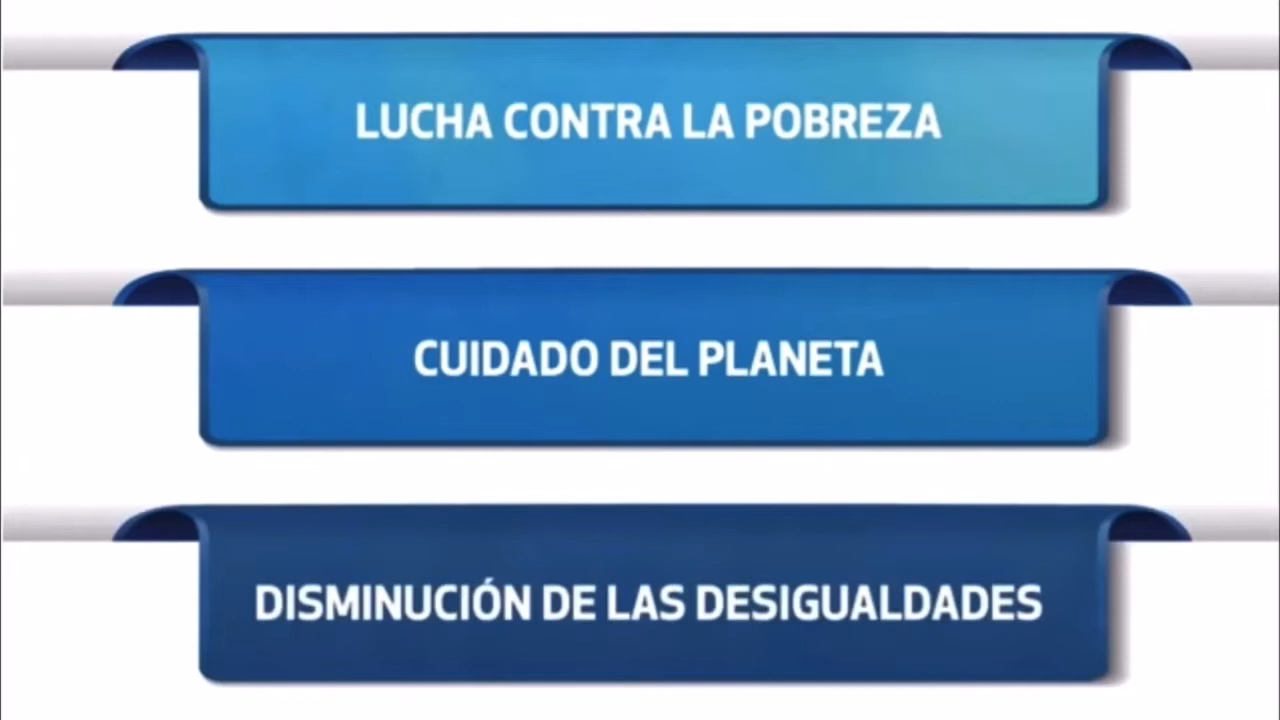 LUCHA CONTRA LA POBREZA
CUIDADO DEL PLANETA
DISMINUCIÓN DE LAS DESIGUALDADES